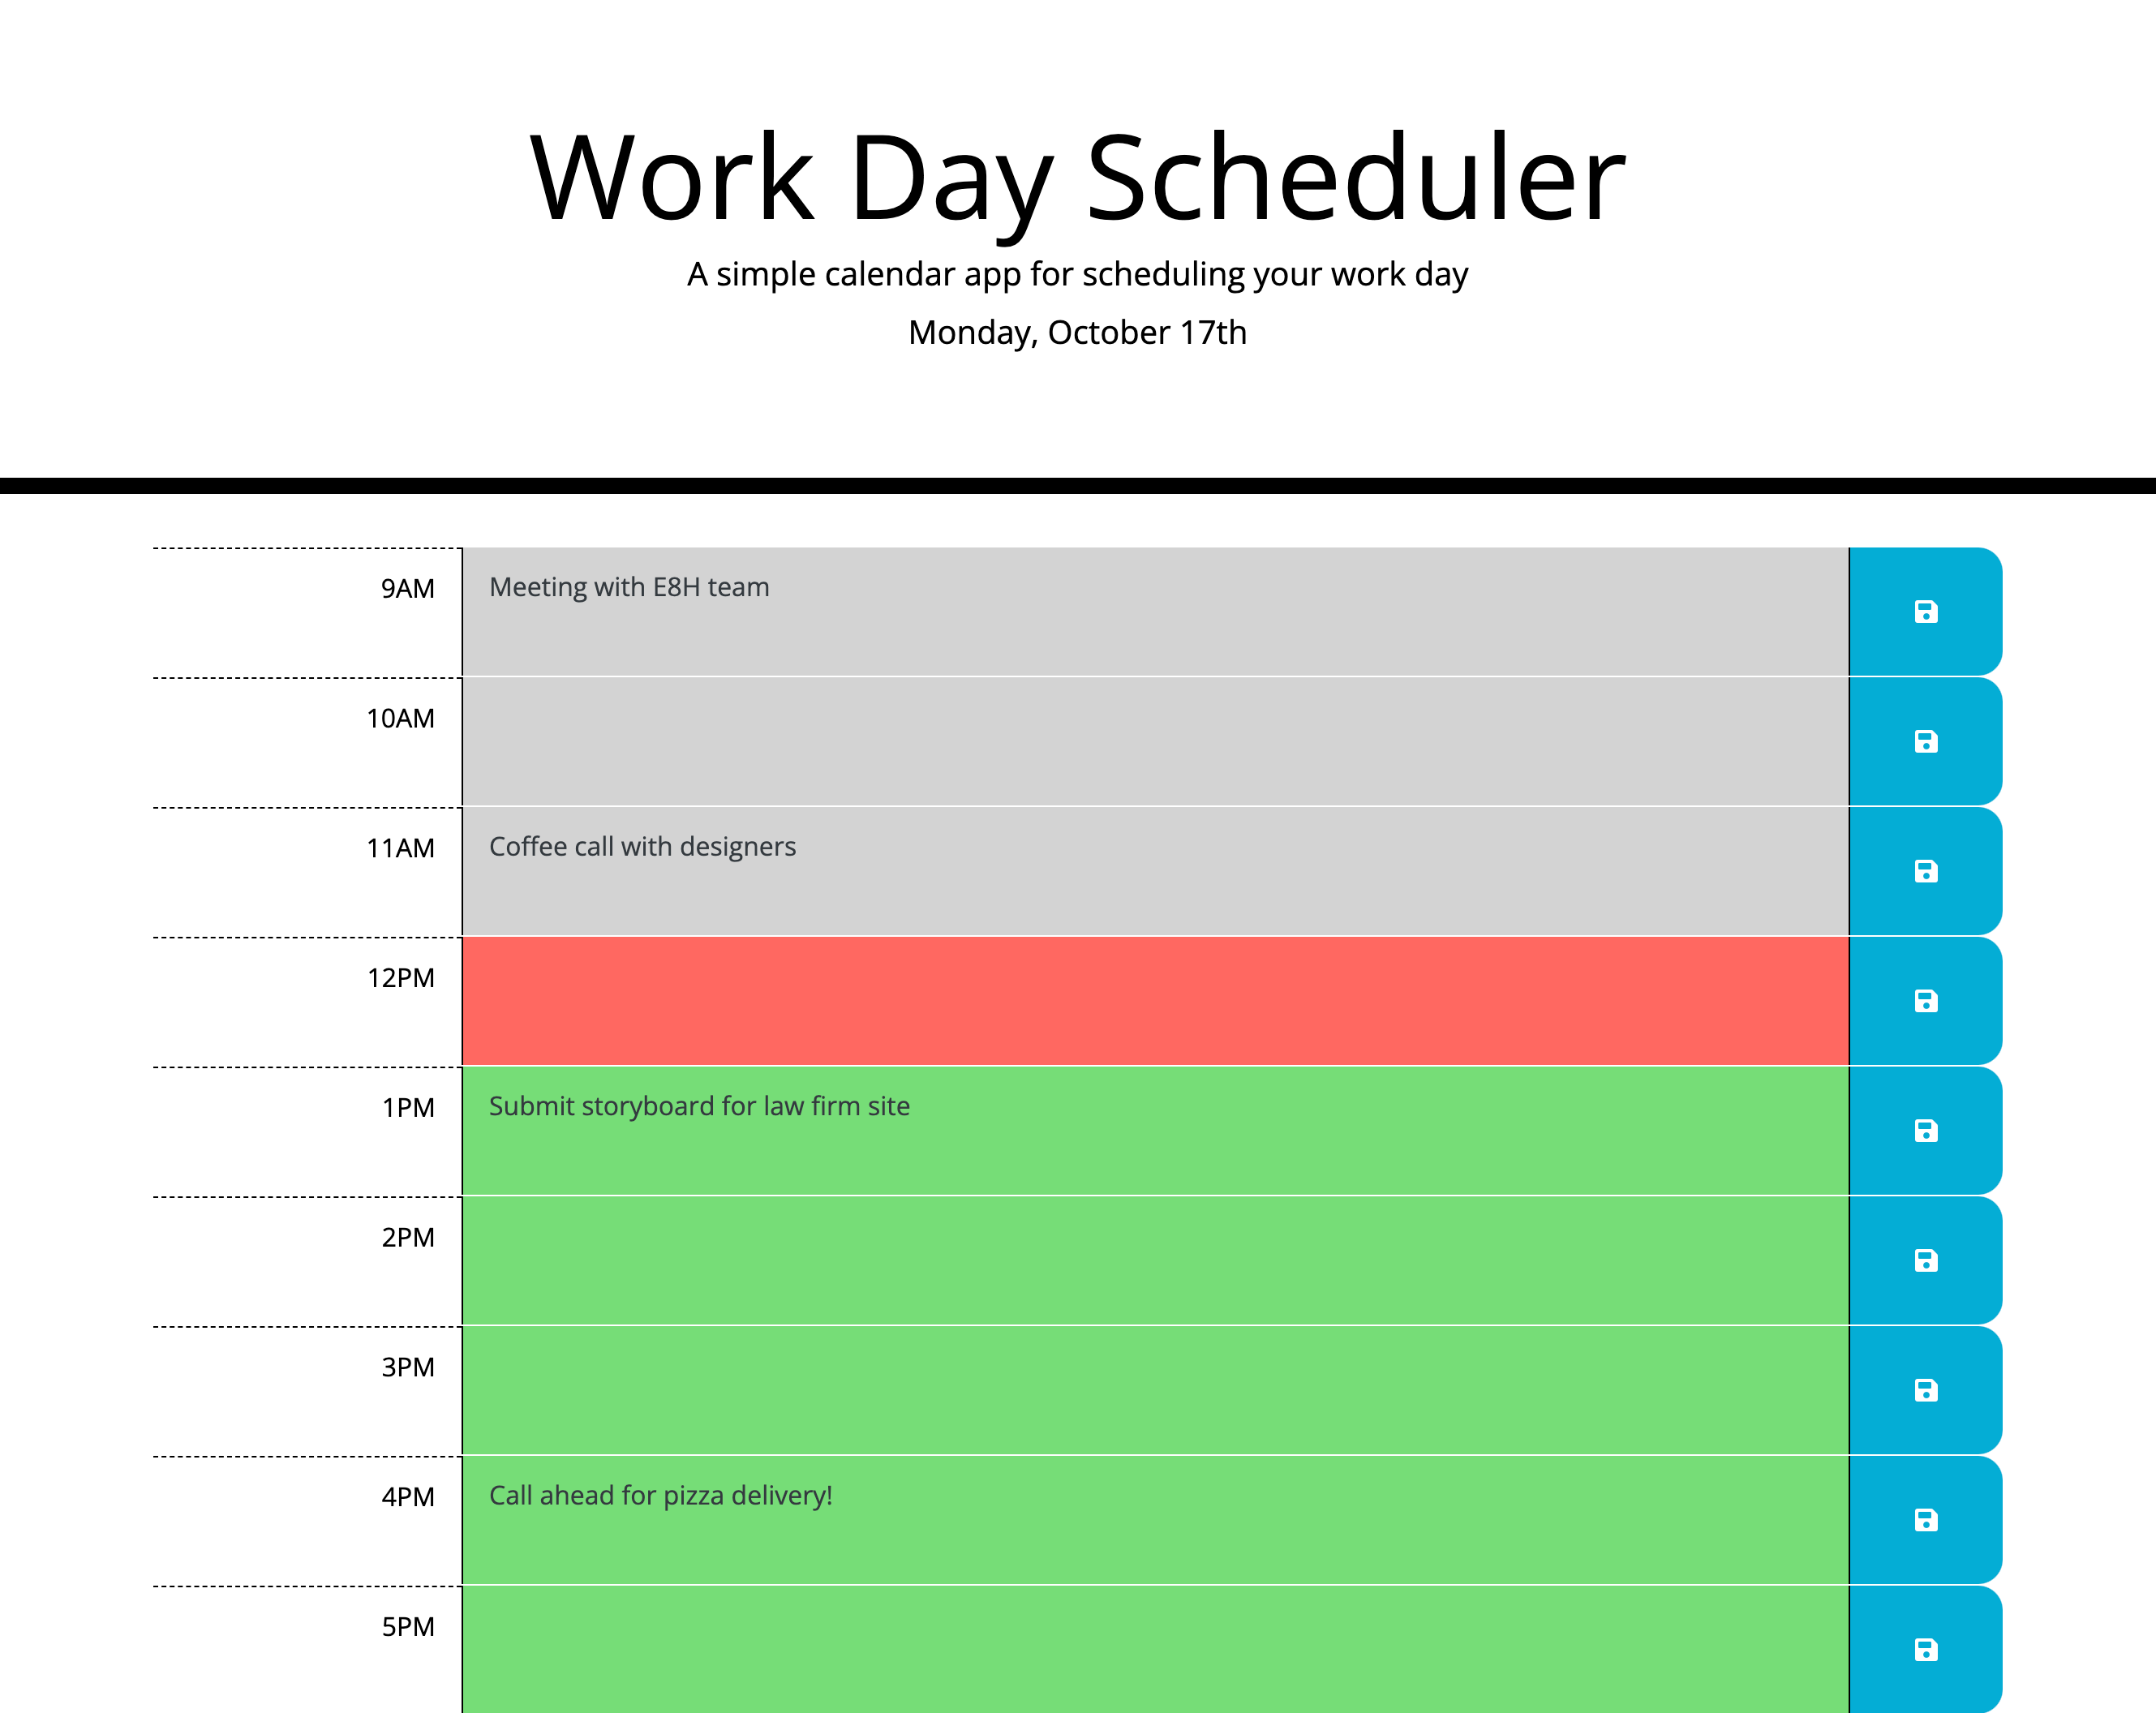 Work Day Scheduler
A simple calendar app for scheduling your work day
Monday, October 17th
9AM Meeting with E8H team
10AM
11AM Coffee call with designers
12PM
1PM Submit storyboard for law firm site
2PM
3PM
4PM Call ahead for pizza delivery!
5PM